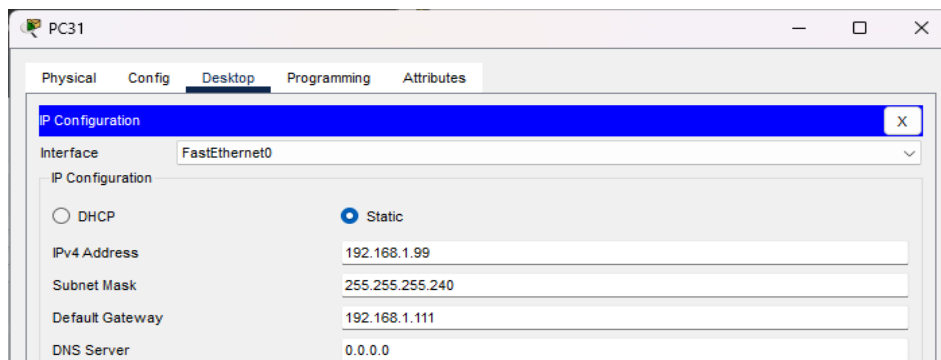 PC31
Physical Config Desktop Programming Attributes
IP Configuration X
Interface FastEthernet0
IP Configuration
DHCP Static
IPv4 Address 192.168.1.99
Subnet Mask 255.255.255.240
Default Gateway 192.168.1.111
DNS Server 0.0.0.0